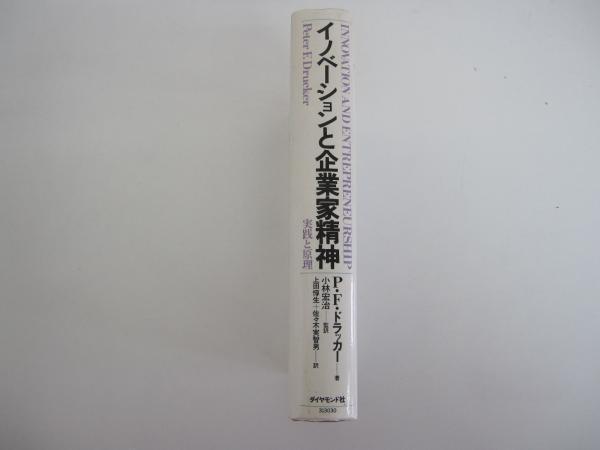 INNOVATION AND ENTREPRENEURSHIP
イノベーションと企業家精神
Peter F. Drucker
実践と原理
P・F・ドラッカー──著
小林宏治──監訳
上田惇生＋佐々木実智男──訳
ダイヤモンド社
313030